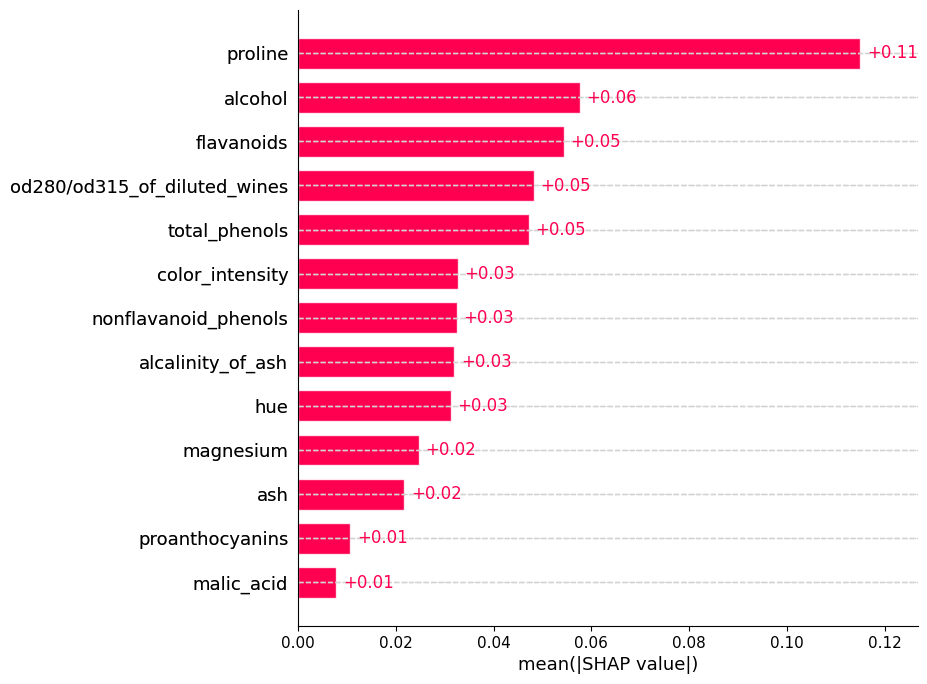 proline +0.11
alcohol +0.06
flavanoids +0.05
od280/od315_of_diluted_wines +0.05
total_phenols +0.05
color_intensity +0.03
nonflavanoid_phenols +0.03
alcalinity_of_ash +0.03
hue +0.03
magnesium +0.02
ash +0.02
proanthocyanins +0.01
malic_acid +0.01
0.00 0.02 0.04 0.06 0.08 0.10 0.12
mean(|SHAP value|)